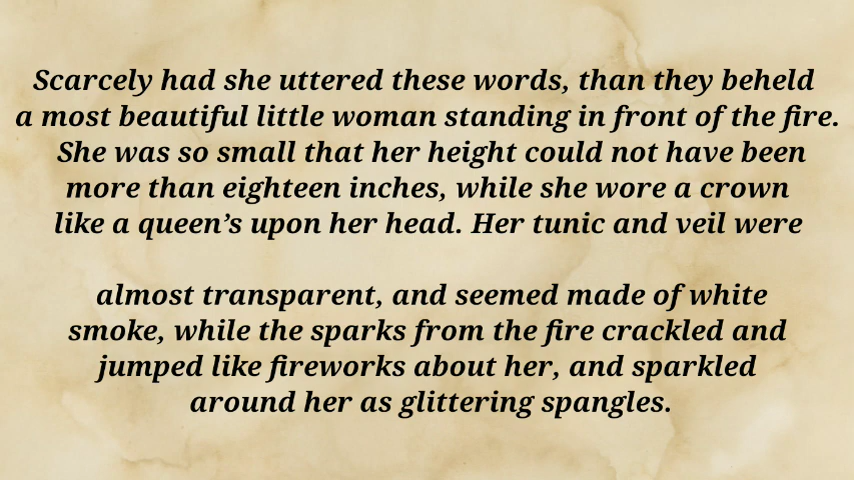 Scarcely had she uttered these words, than they beheld
a most beautiful little woman standing in front of the fire.
She was so small that her height could not have been
more than eighteen inches, while she wore a crown
like a queen’s upon her head. Her tunic and veil were
almost transparent, and seemed made of white
smoke, while the sparks from the fire crackled and
jumped like fireworks about her, and sparkled
around her as glittering spangles.